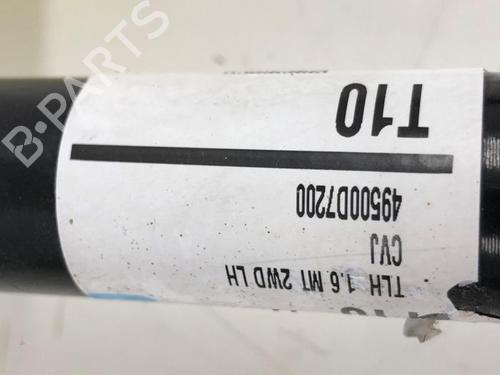 B-PARTS
T10
49500D7200
CVJ
TLH 1.6 MT 2WD LH